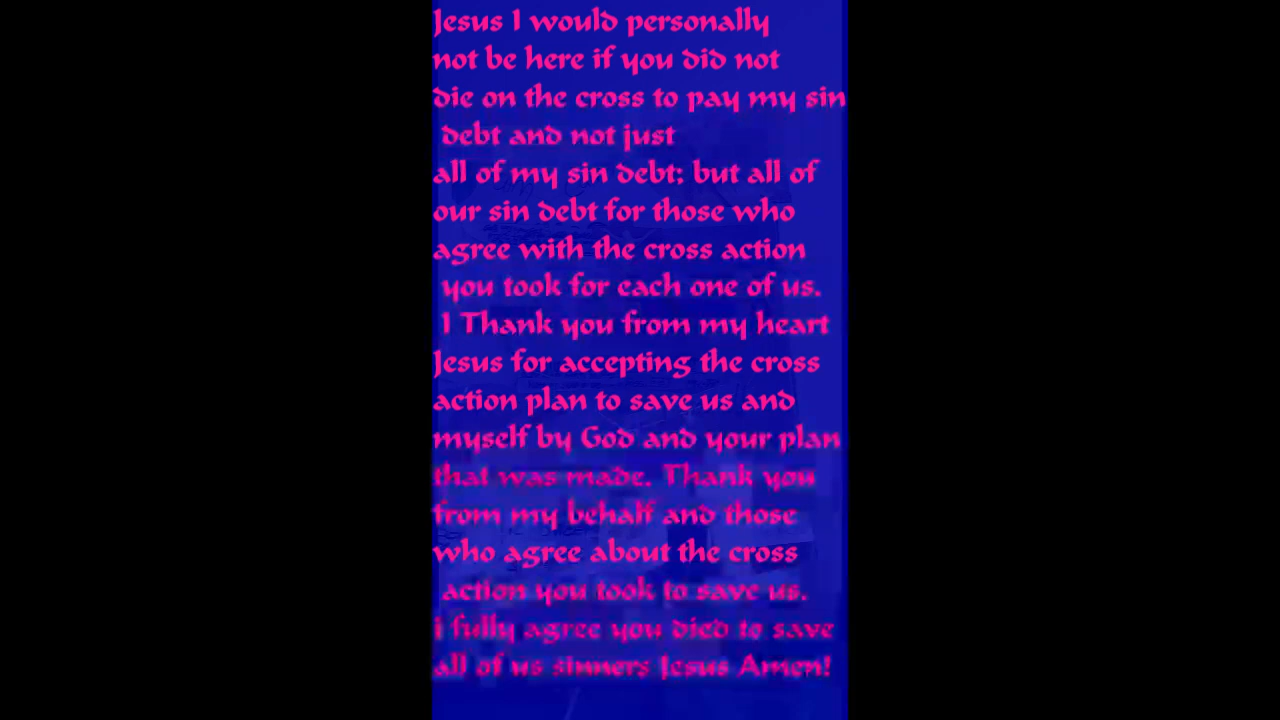 Jesus I would personally
not be here if you did not
die on the cross to pay my sin
debt and not just
all of my sin debt; but all of
our sin debt for those who
agree with the cross action
you took for each one of us.
I Thank you from my heart
Jesus for accepting the cross
action plan to save us and
myself by God and your plan
that was made. Thank you
from my behalf and those
who agree about the cross
action you took to save us.
i fully agree you died to save
all of us sinners Jesus Amen!